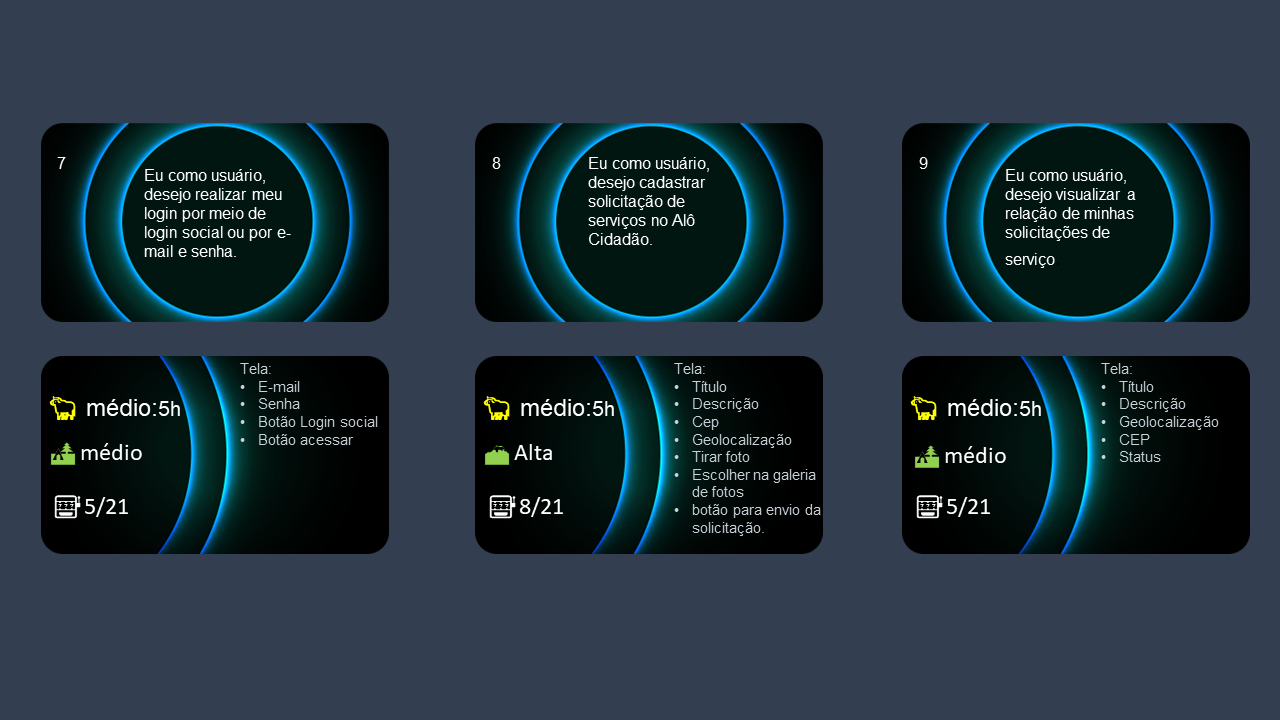 7
Eu como usuário,
desejo realizar meu
login por meio de
login social ou por e-
mail e senha.
8
Eu como usuário,
desejo cadastrar
solicitação de
serviços no Alô
Cidadão.
9
Eu como usuário,
desejo visualizar a
relação de minhas
solicitações de
serviço
médio:5h
médio
5/21
Tela:
• E-mail
• Senha
• Botão Login social
• Botão acessar
médio:5h
Alta
8/21
Tela:
• Título
• Descrição
• Cep
• Geolocalização
• Tirar foto
• Escolher na galeria
de fotos
• botão para envio da
solicitação.
médio:5h
médio
5/21
Tela:
• Título
• Descrição
• Geolocalização
• CEP
• Status